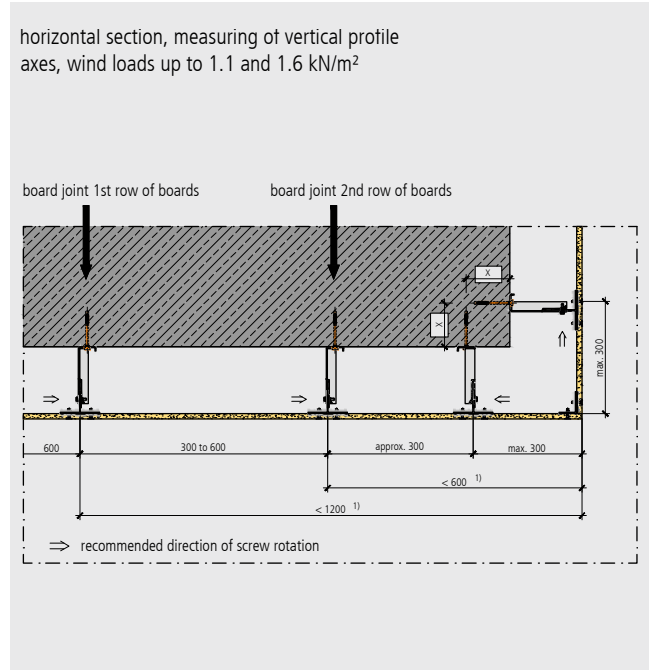 horizontal section, measuring of vertical profile
axes, wind loads up to 1.1 and 1.6 kN/m²
board joint 1st row of boards
board joint 2nd row of boards
X
X
max. 300
600
300 to 600
approx. 300
max. 300
< 600 1)
< 1200 1)
⇒ recommended direction of screw rotation